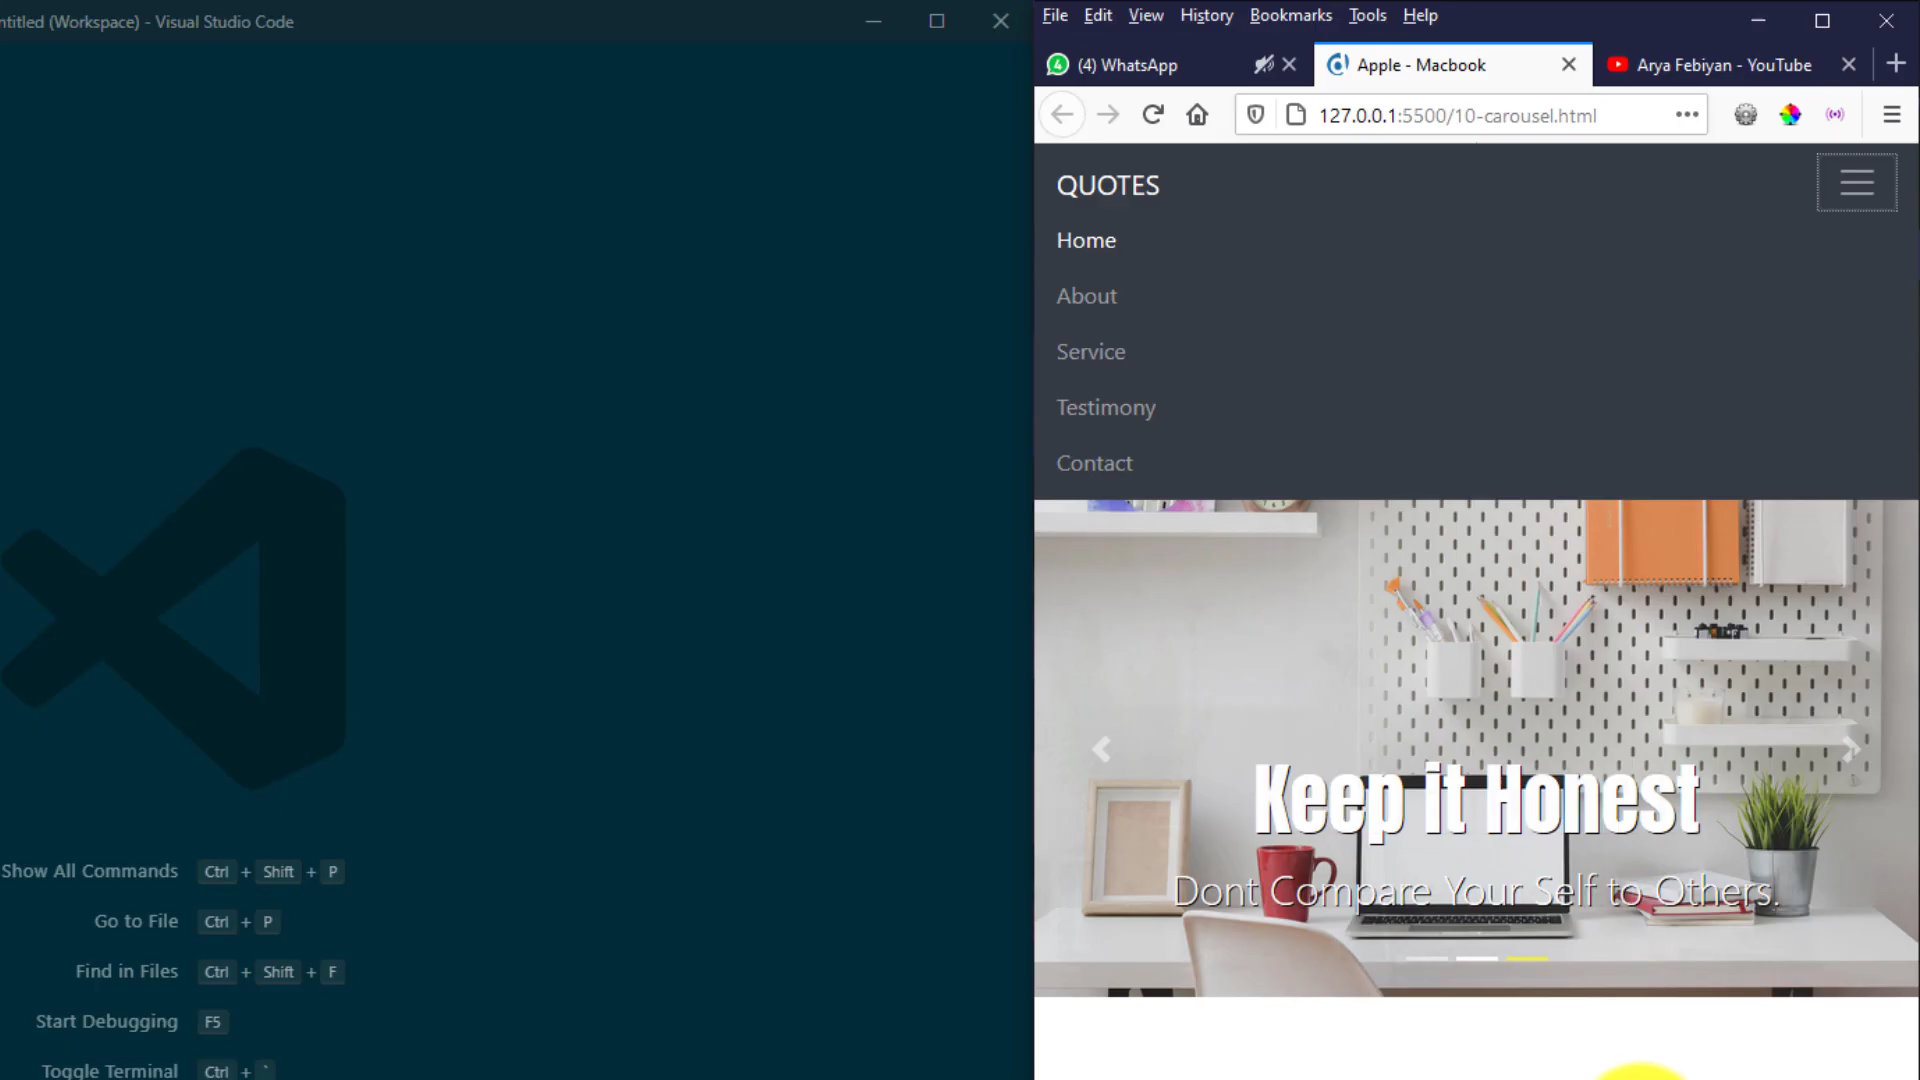 ntitled (Workspace) - Visual Studio Code
Show All Commands Ctrl + Shift + P
Go to File Ctrl + P
Find in Files Ctrl + Shift + F
Start Debugging F5
Toggle Terminal Ctrl + `
File Edit View History Bookmarks Tools Help
4 (4) WhatsApp
Apple - Macbook
Arya Febiyan - YouTube
127.0.0.1:5500/10-carousel.html
QUOTES
Home
About
Service
Testimony
Contact
Keep it Honest
Dont Compare Your Self to Others.